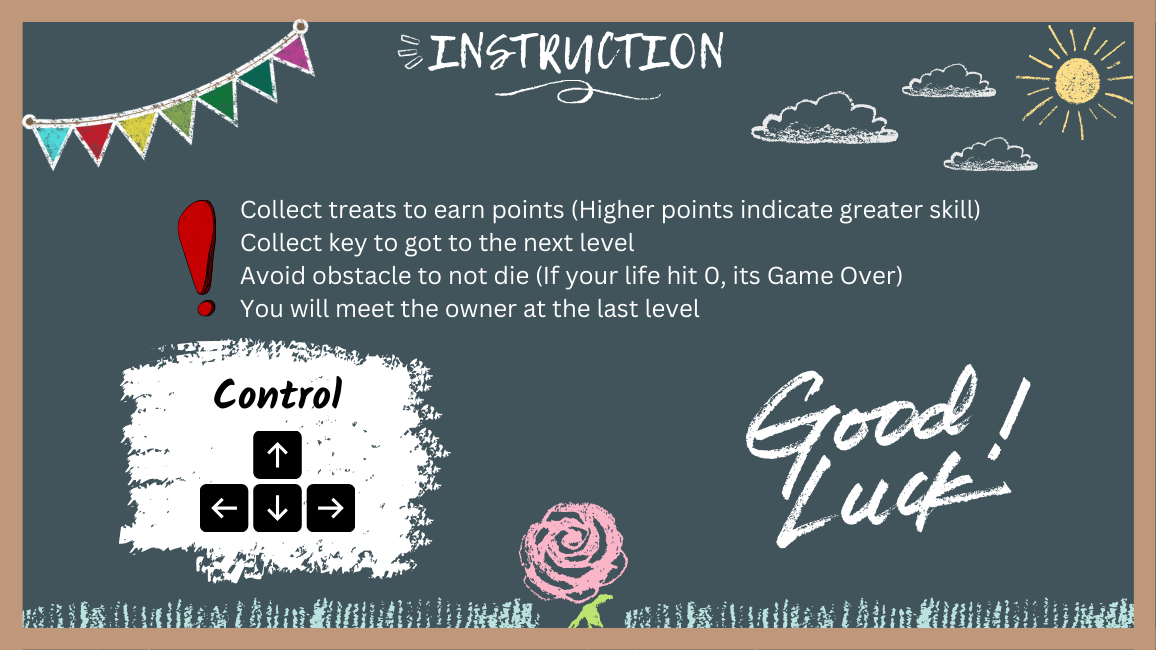 INSTRUCTION
Collect treats to earn points (Higher points indicate greater skill)
Collect key to got to the next level
Avoid obstacle to not die (If your life hit 0, its Game Over)
You will meet the owner at the last level
Control
↑
← ↓ →
Good
Luck!